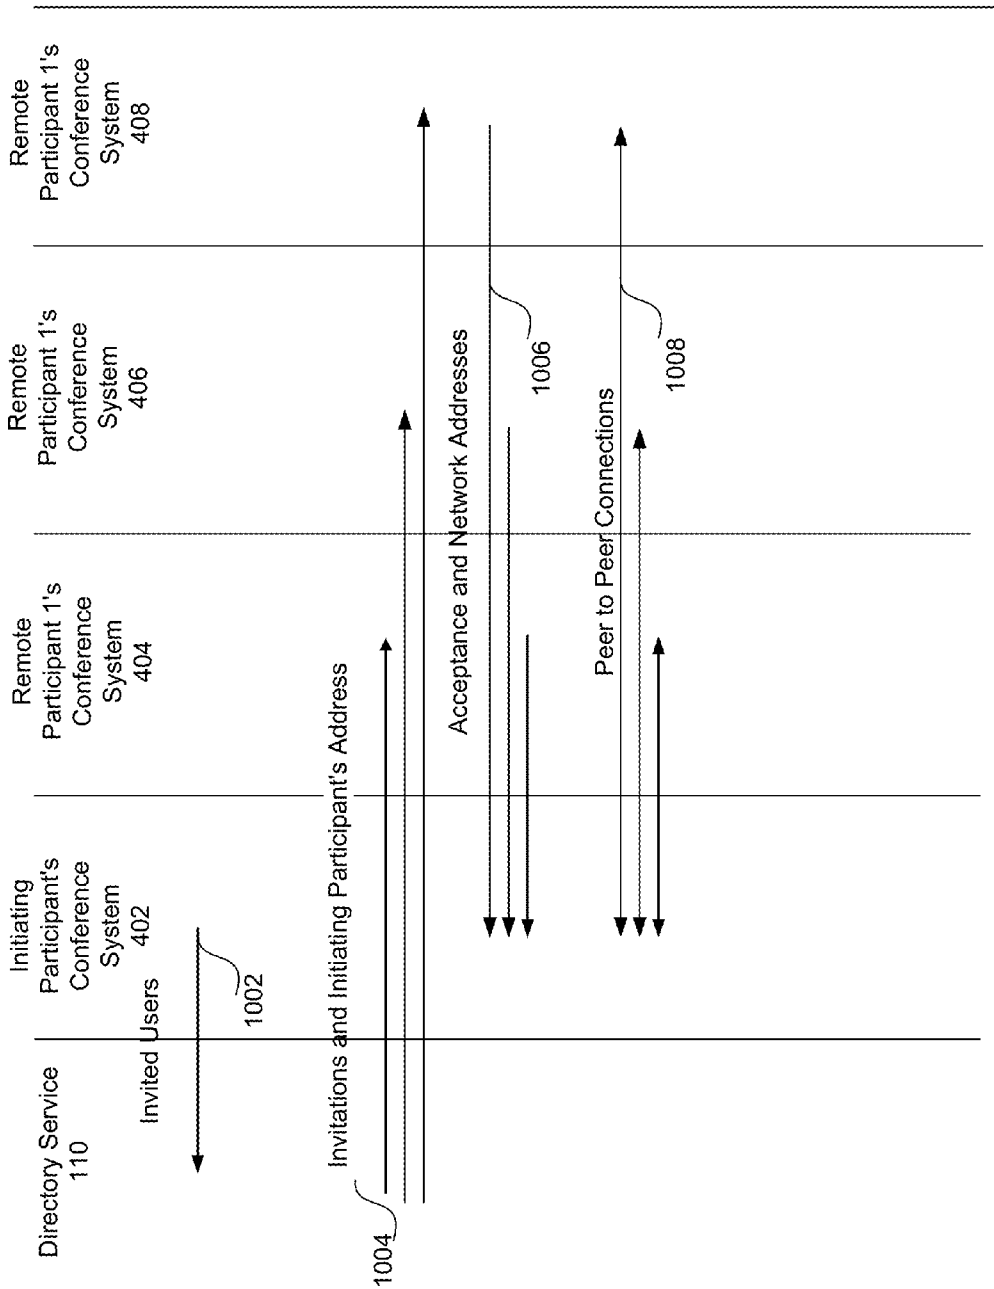 Directory Service
110
Initiating
Participant's
Conference
System
402
Remote
Participant 1's
Conference
System
404
Remote
Participant 1's
Conference
System
406
Remote
Participant 1's
Conference
System
408
Invited Users
1002
Invitations and Initiating Participant's Address
1004
Acceptance and Network Addresses
1006
Peer to Peer Connections
1008